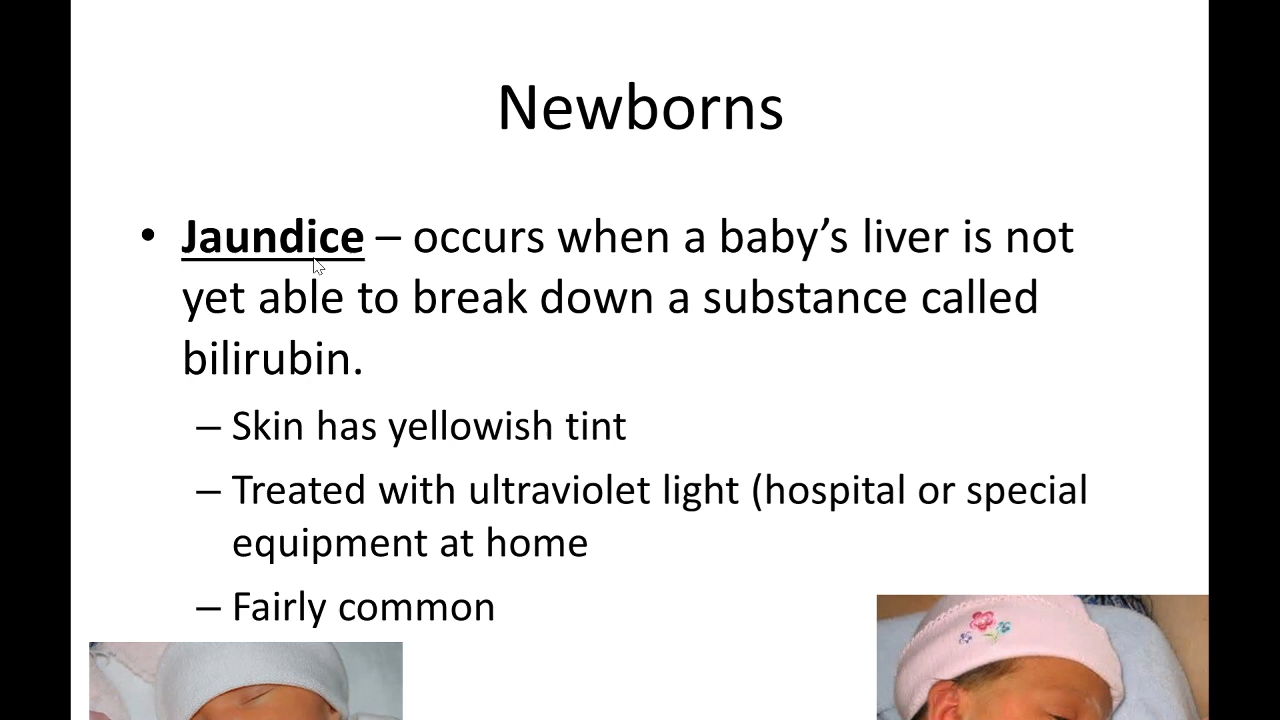 Newborns
• Jaundice – occurs when a baby’s liver is not
yet able to break down a substance called
bilirubin.
– Skin has yellowish tint
– Treated with ultraviolet light (hospital or special
equipment at home
– Fairly common